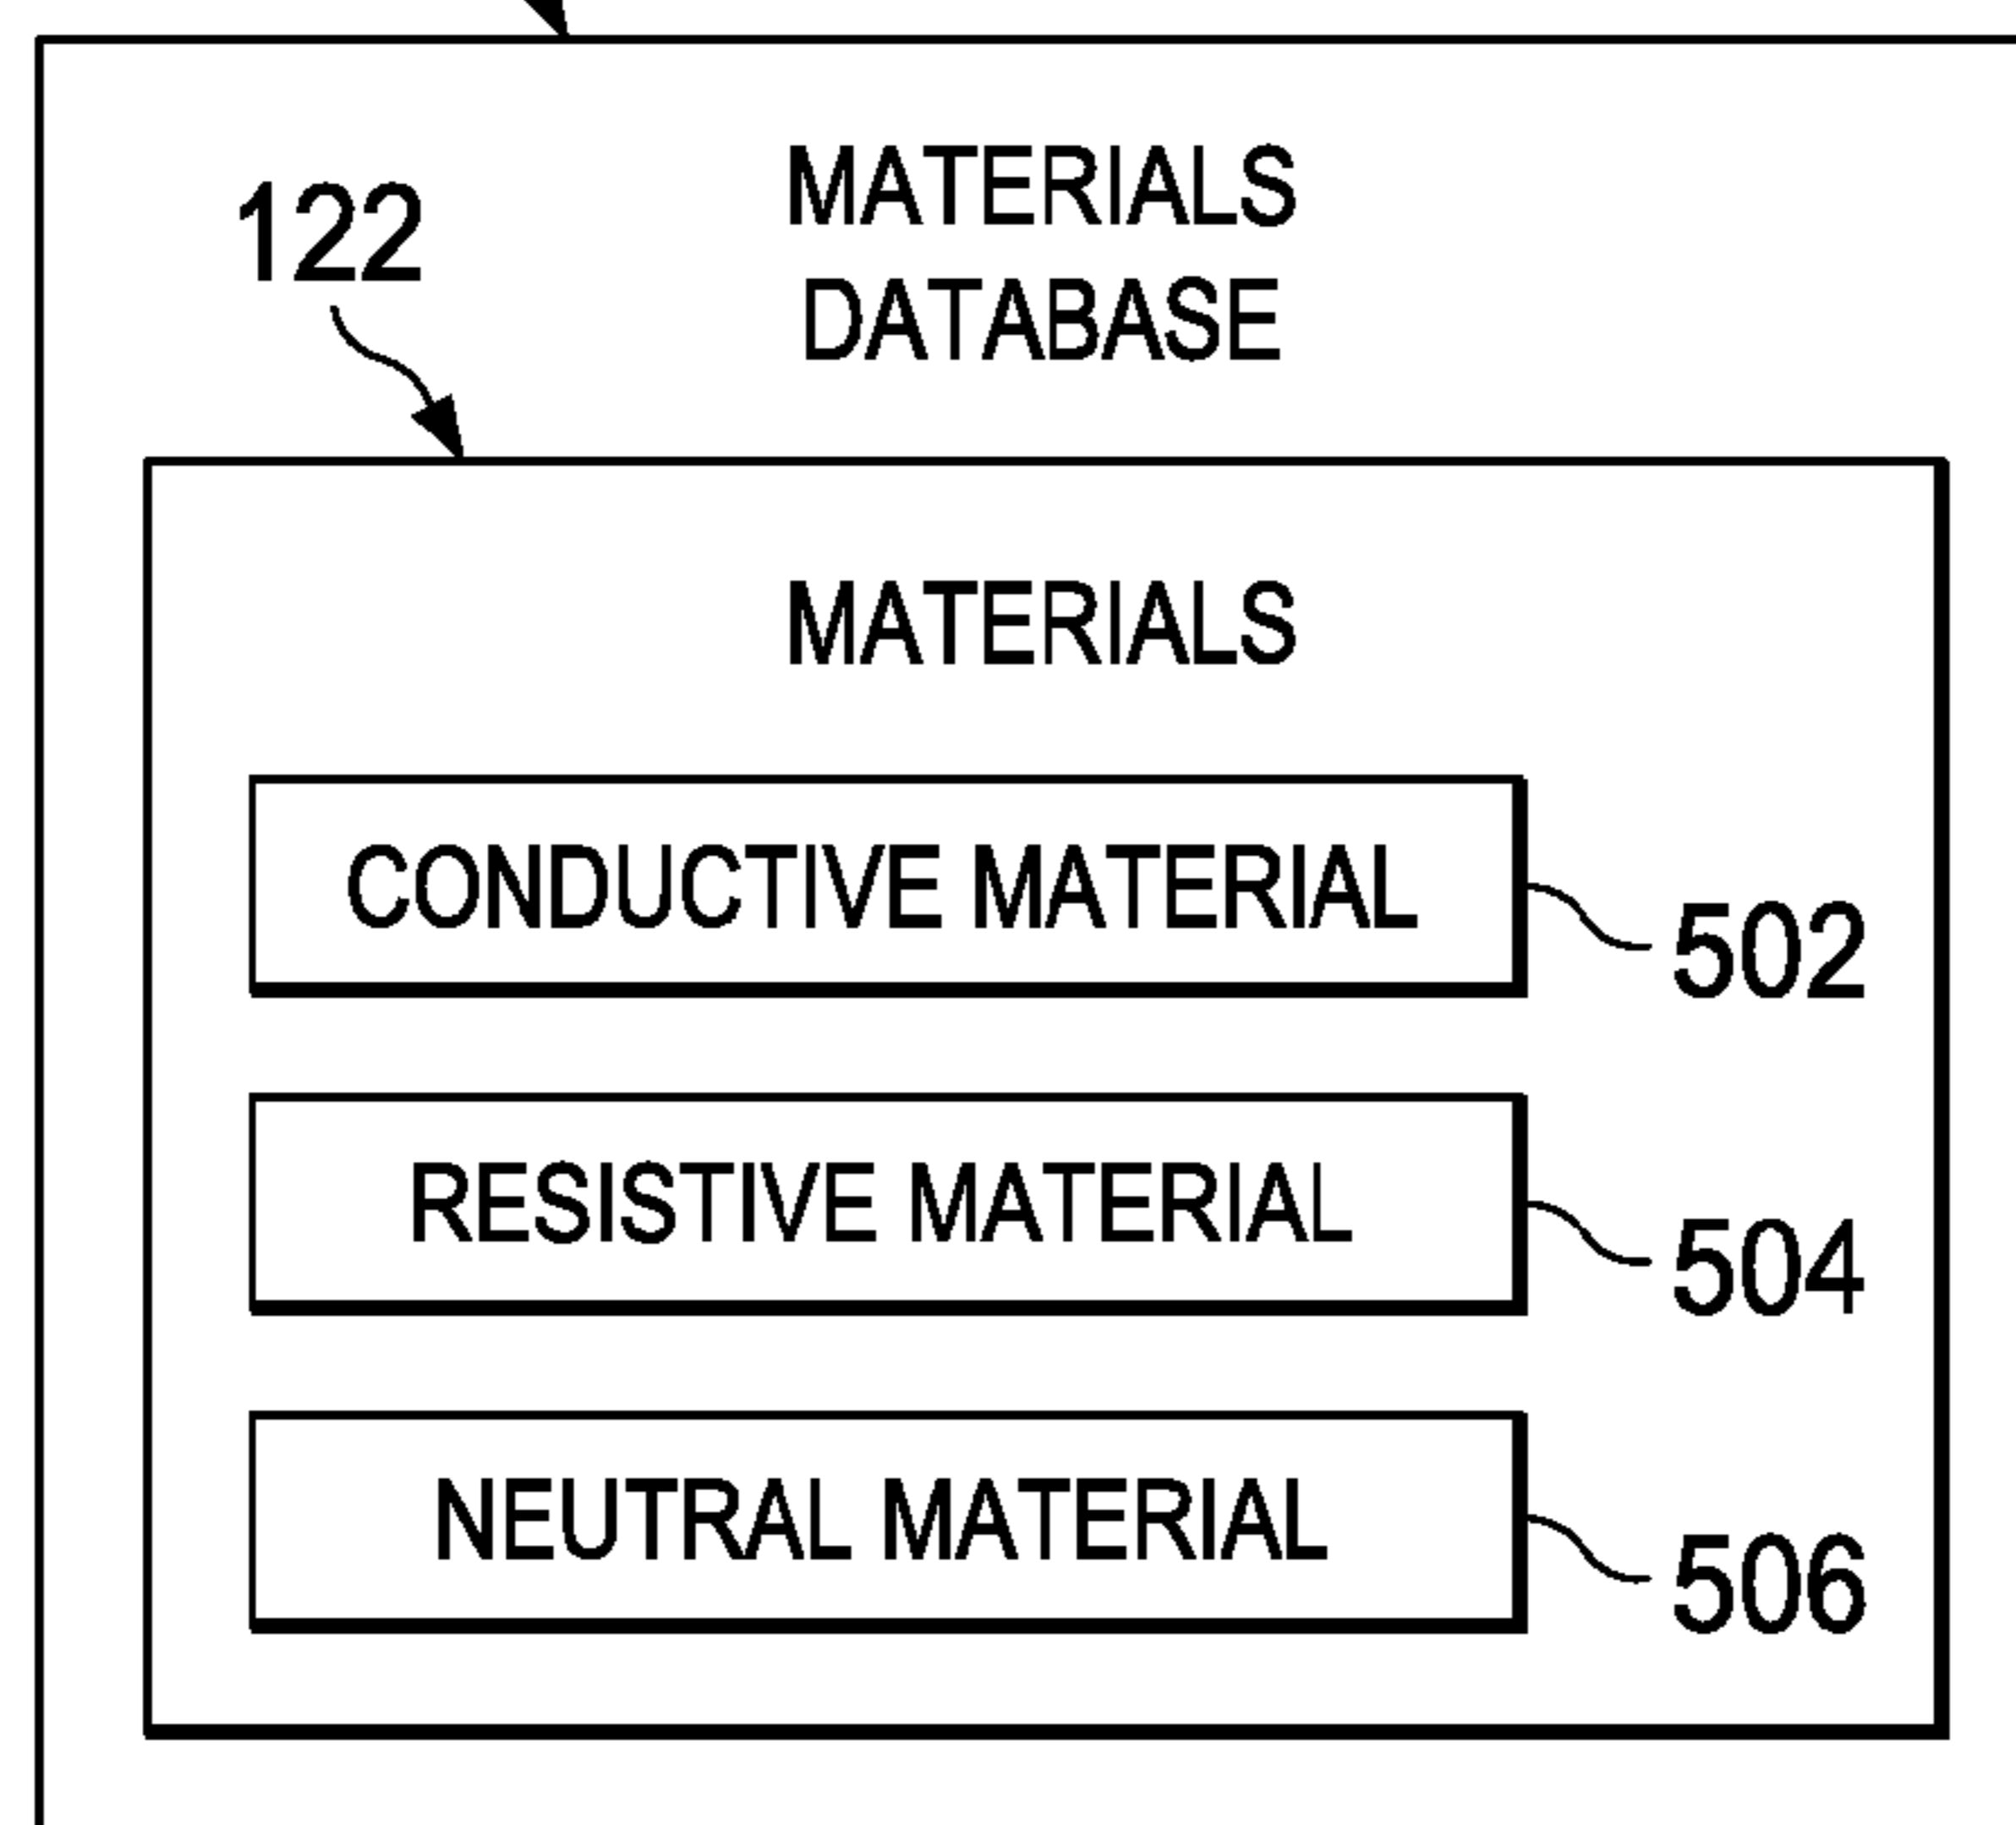 MATERIALS
DATABASE
122
MATERIALS
CONDUCTIVE MATERIAL
502
RESISTIVE MATERIAL
504
NEUTRAL MATERIAL
506